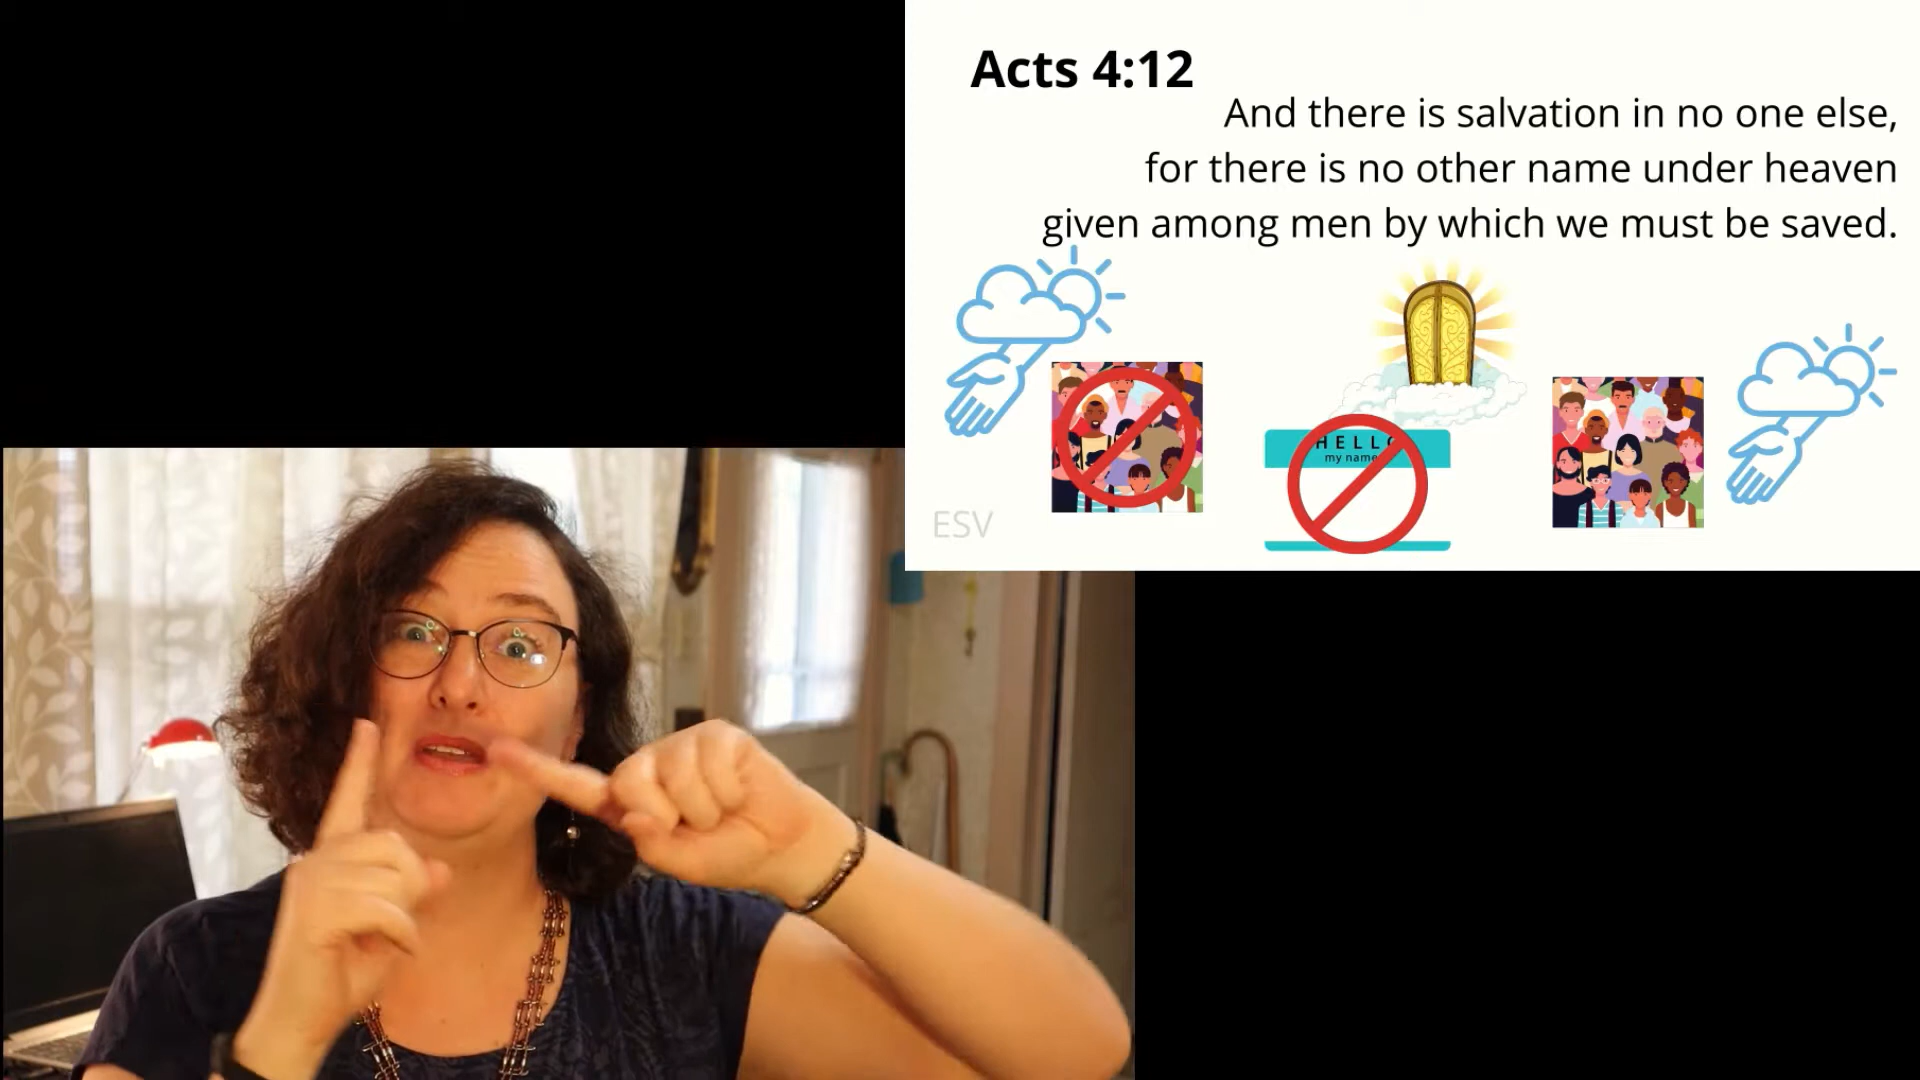 Acts 4:12
And there is salvation in no one else,
for there is no other name under heaven
given among men by which we must be saved.
HELLO
my name
ESV